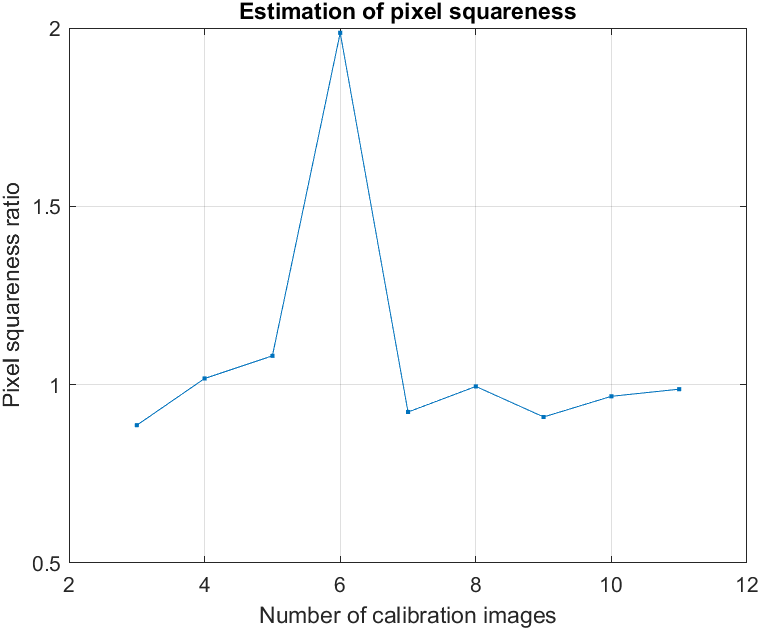 Estimation of pixel squareness
2
1.5
1
0.5
Pixel squareness ratio
2 4 6 8 10 12
Number of calibration images